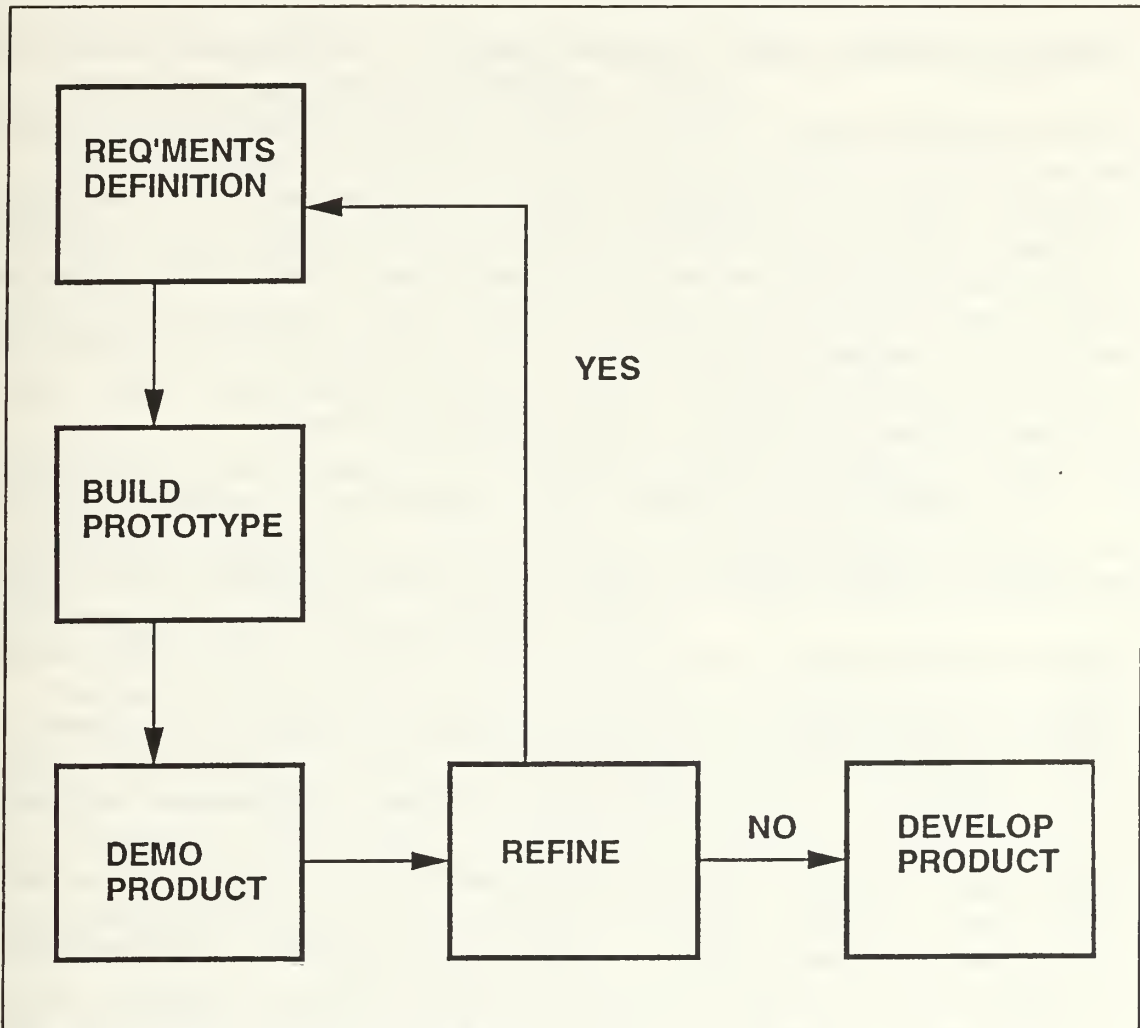 REQ'MENTS
DEFINITION
YES
BUILD
PROTOTYPE
DEMO
PRODUCT
REFINE
NO
DEVELOP
PRODUCT